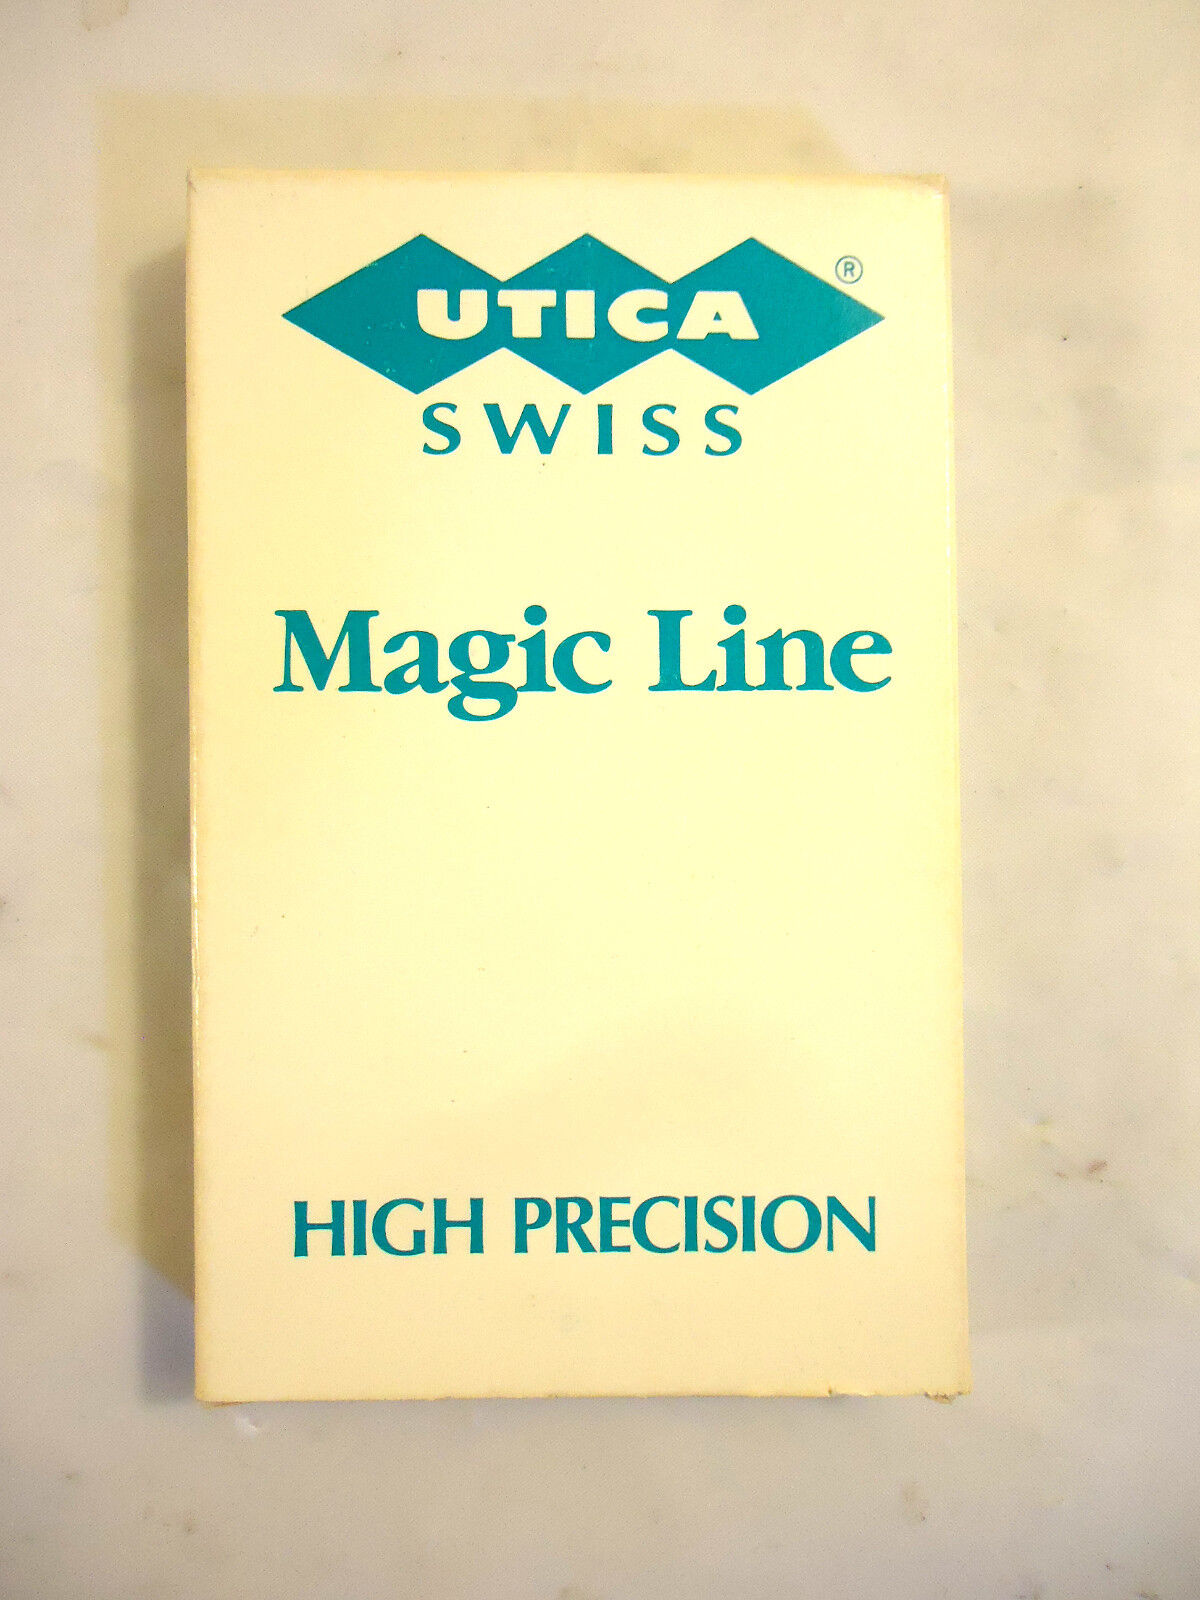 UTICA ®
SWISS
Magic Line
HIGH PRECISION